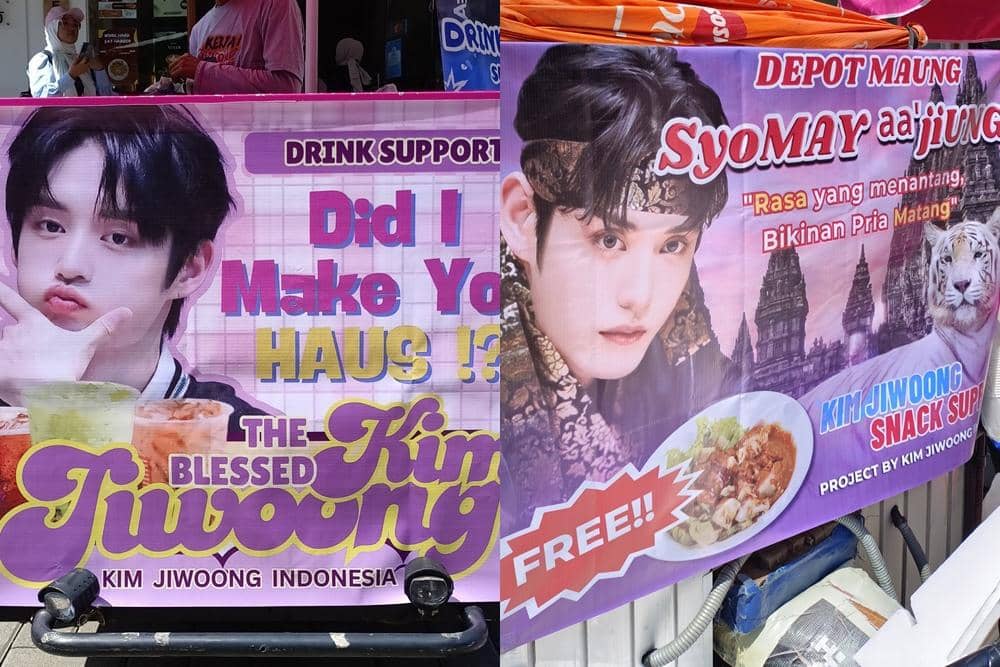 DRINK SUPPORT
Did I
Make Yo
HAUS !?
THE
BLESSED
Kim
Jiwoong
KIM JIWOONG INDONESIA
DEPOT MAUNG
SyoMAY aa'jiUNG
"Rasa yang menantang,
Bikinan Pria Matang"
KIM JIWOONG
SNACK SUP
PROJECT BY KIM JIWOONG
FREE!!